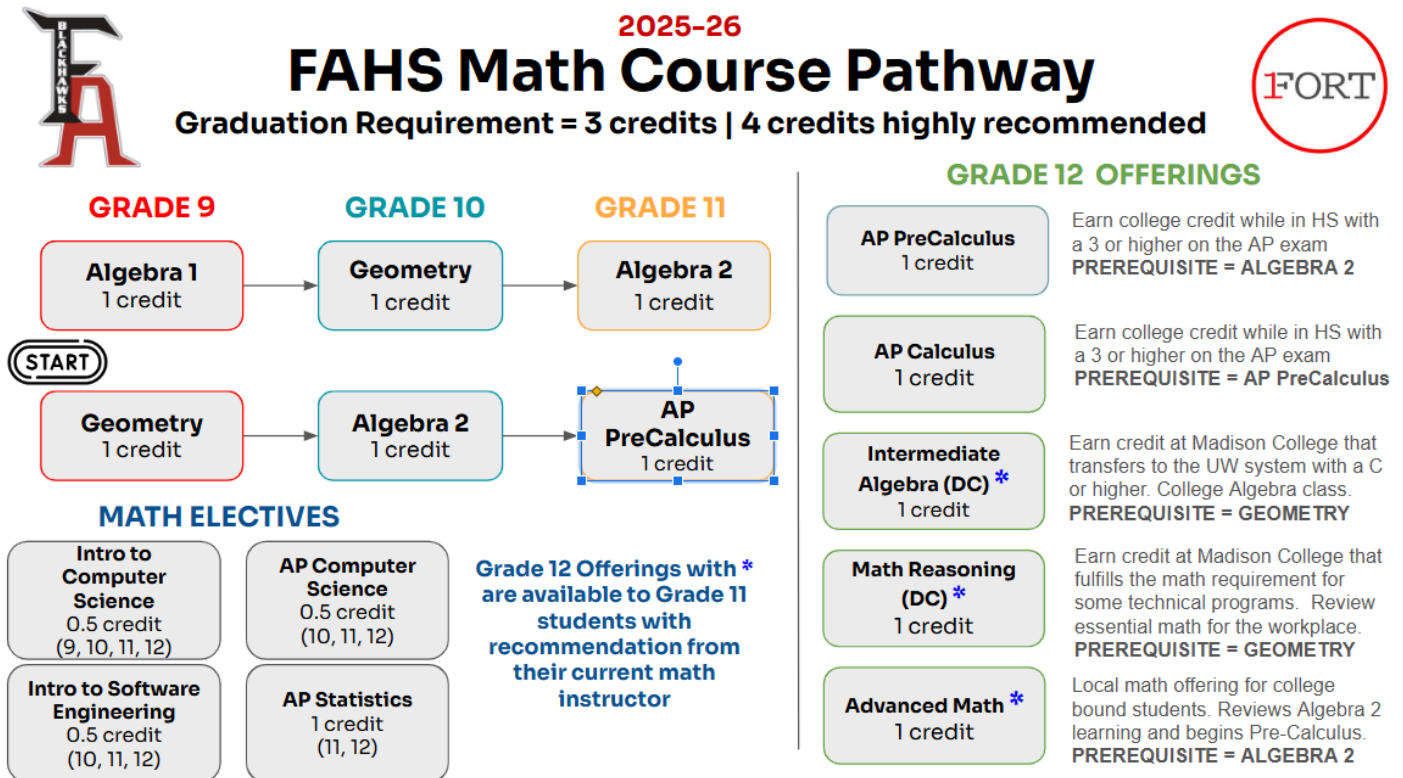 BLACKHAWKS
FA
2025-26
FAHS Math Course Pathway
Graduation Requirement = 3 credits | 4 credits highly recommended
1FORT
GRADE 9
GRADE 10
GRADE 11
Algebra 1
1 credit
Geometry
1 credit
Algebra 2
1 credit
START
Geometry
1 credit
Algebra 2
1 credit
AP
PreCalculus
1 credit
MATH ELECTIVES
Intro to
Computer
Science
0.5 credit
(9, 10, 11, 12)
AP Computer
Science
0.5 credit
(10, 11, 12)
Intro to Software
Engineering
0.5 credit
(10, 11, 12)
AP Statistics
1 credit
(11, 12)
Grade 12 Offerings with *
are available to Grade 11
students with
recommendation from
their current math
instructor
GRADE 12 OFFERINGS
AP PreCalculus
1 credit
Earn college credit while in HS with
a 3 or higher on the AP exam
PREREQUISITE = ALGEBRA 2
AP Calculus
1 credit
Earn college credit while in HS with
a 3 or higher on the AP exam
PREREQUISITE = AP PreCalculus
Intermediate
Algebra (DC) *
1 credit
Earn credit at Madison College that
transfers to the UW system with a C
or higher. College Algebra class.
PREREQUISITE = GEOMETRY
Math Reasoning
(DC) *
1 credit
Earn credit at Madison College that
fulfills the math requirement for
some technical programs. Review
essential math for the workplace.
PREREQUISITE = GEOMETRY
Advanced Math *
1 credit
Local math offering for college
bound students. Reviews Algebra 2
learning and begins Pre-Calculus.
PREREQUISITE = ALGEBRA 2